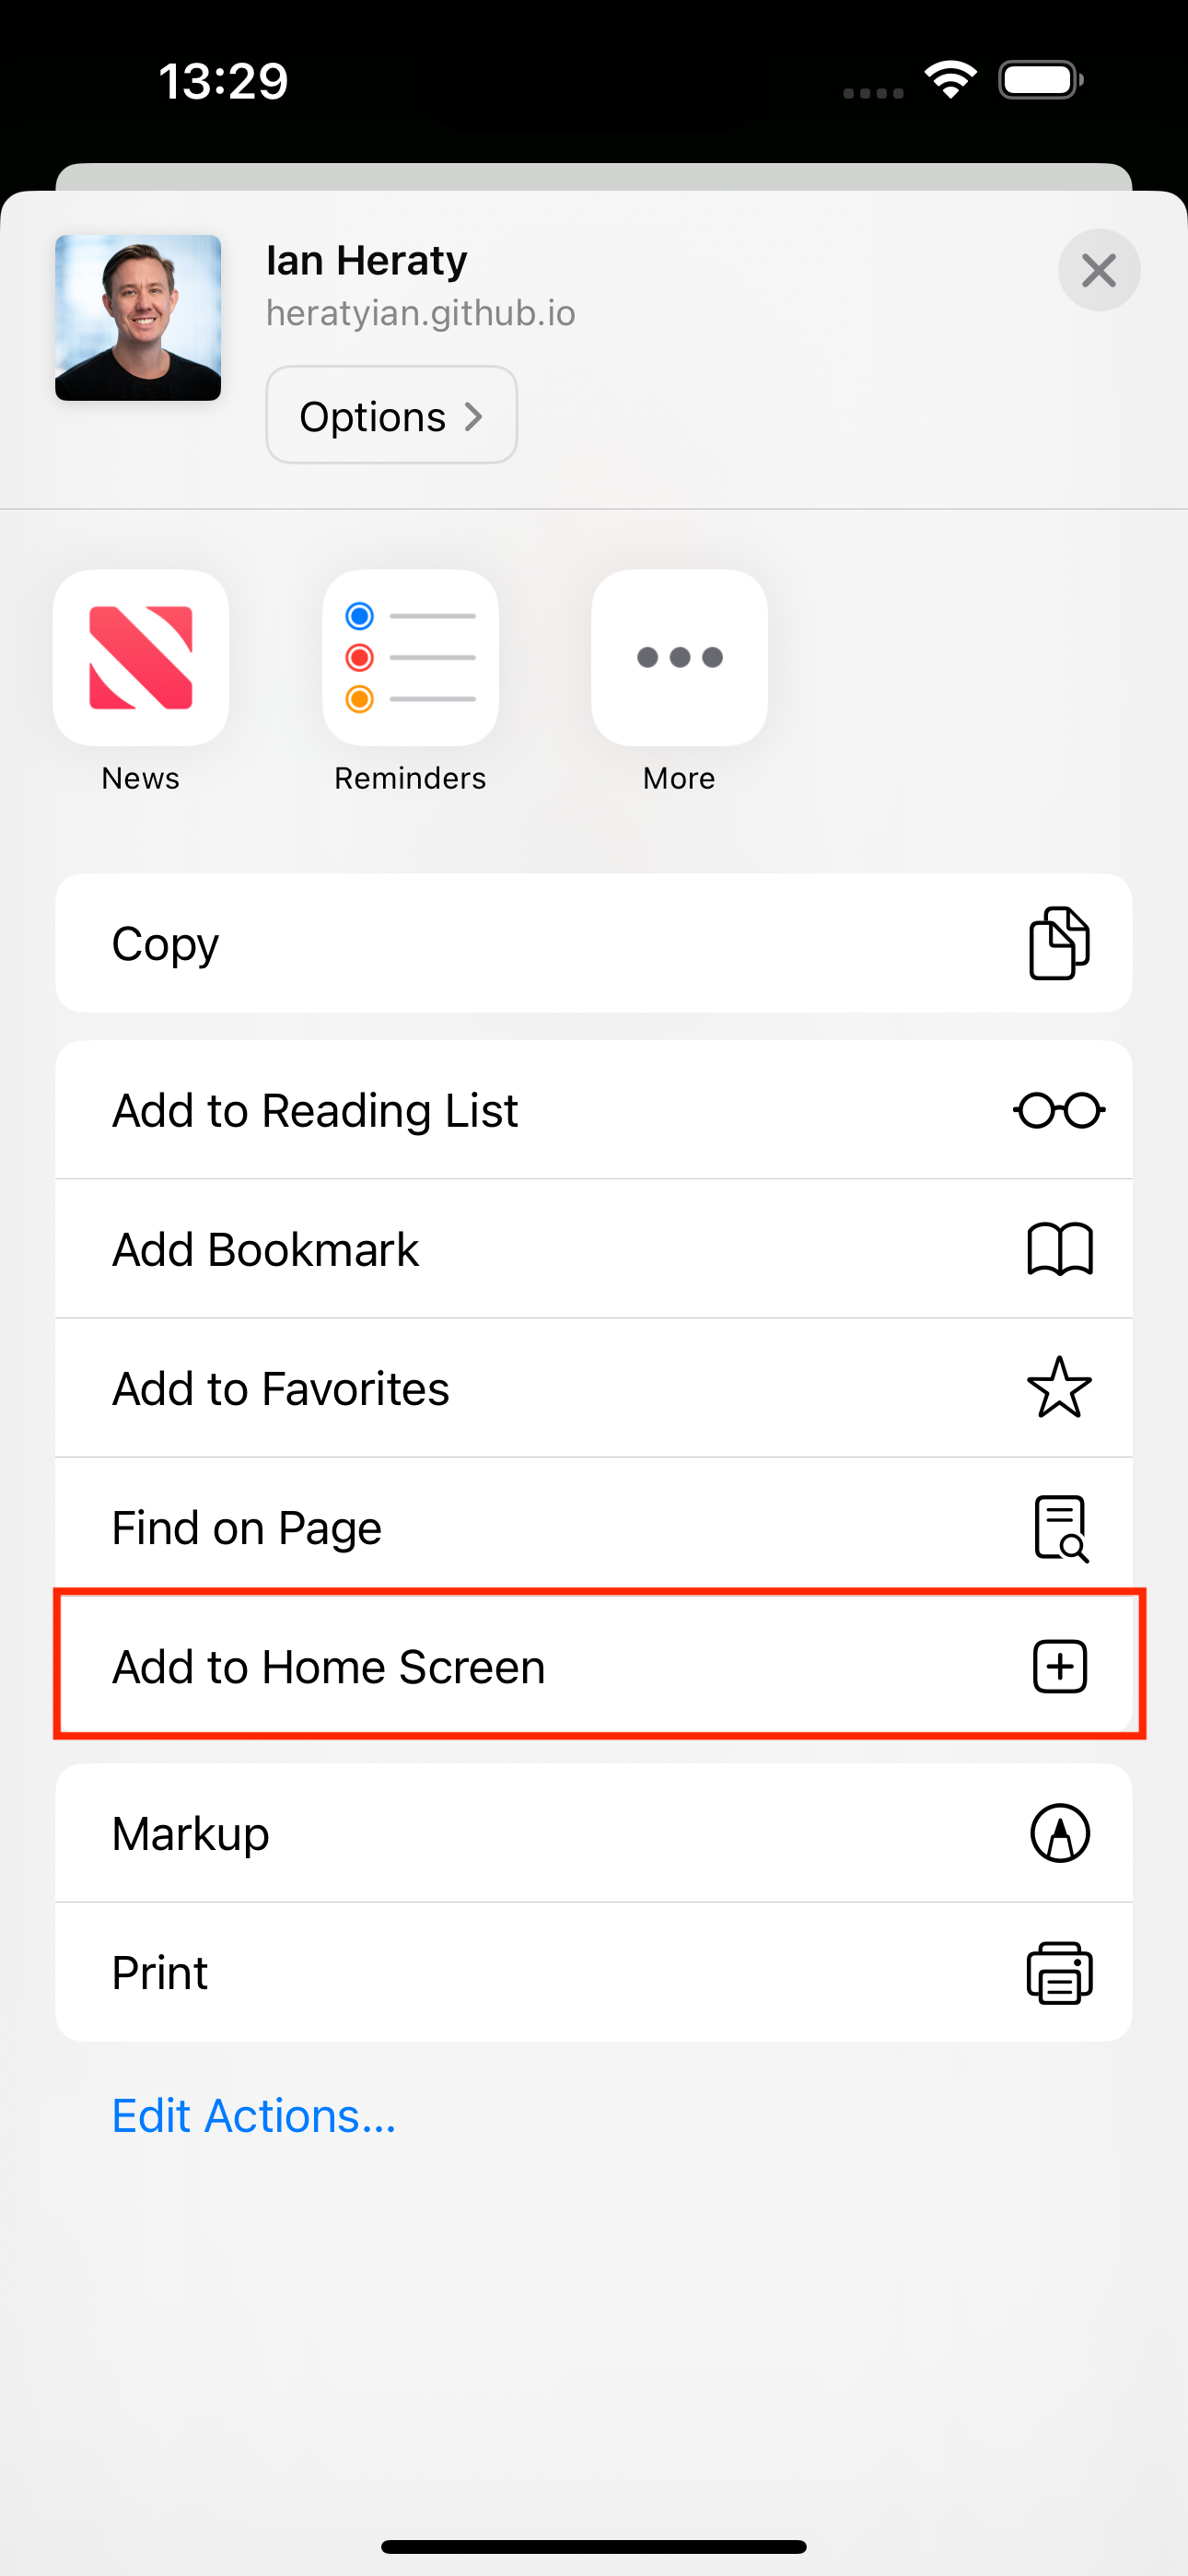 13:29
Ian Heraty
heratyian.github.io
Options
News
Reminders
More
Copy
Add to Reading List
Add Bookmark
Add to Favorites
Find on Page
Add to Home Screen
Markup
Print
Edit Actions...